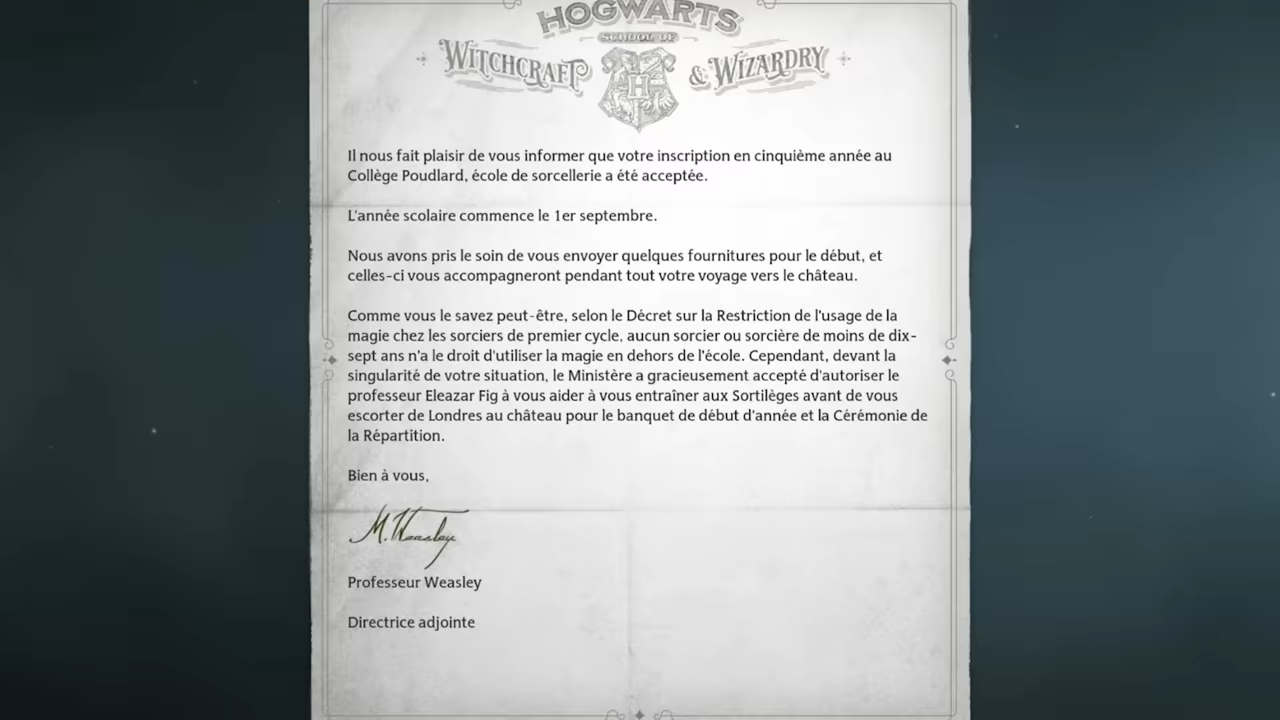 HOGWARTS
SCHOOL OF
WITCHCRAFT & WIZARDRY
H
Il nous fait plaisir de vous informer que votre inscription en cinquième année au
Collège Poudlard, école de sorcellerie a été acceptée.
L'année scolaire commence le 1er septembre.
Nous avons pris le soin de vous envoyer quelques fournitures pour le début, et
celles-ci vous accompagneront pendant tout votre voyage vers le château.
Comme vous le savez peut-être, selon le Décret sur la Restriction de l'usage de la
magie chez les sorciers de premier cycle, aucun sorcier ou sorcière de moins de dix-
sept ans n'a le droit d'utiliser la magie en dehors de l'école. Cependant, devant la
singularité de votre situation, le Ministère a gracieusement accepté d'autoriser le
professeur Eleazar Fig à vous aider à vous entraîner aux Sortilèges avant de vous
escorter de Londres au château pour le banquet de début d'année et la Cérémonie de
la Répartition.
Bien à vous,
M. Weasley
Professeur Weasley
Directrice adjointe